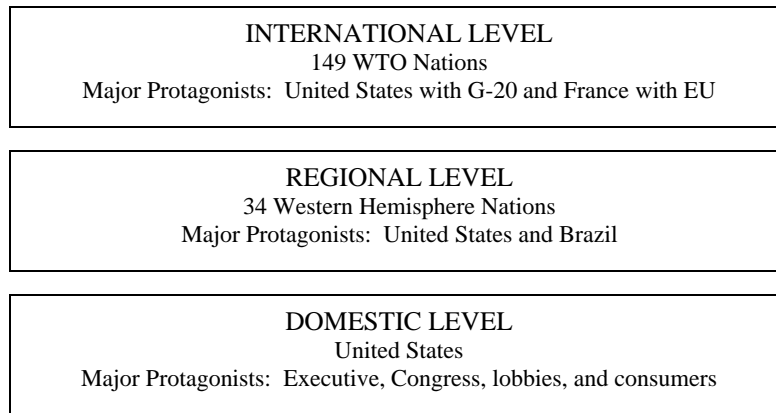 INTERNATIONAL LEVEL
149 WTO Nations
Major Protagonists: United States with G-20 and France with EU
REGIONAL LEVEL
34 Western Hemisphere Nations
Major Protagonists: United States and Brazil
DOMESTIC LEVEL
United States
Major Protagonists: Executive, Congress, lobbies, and consumers